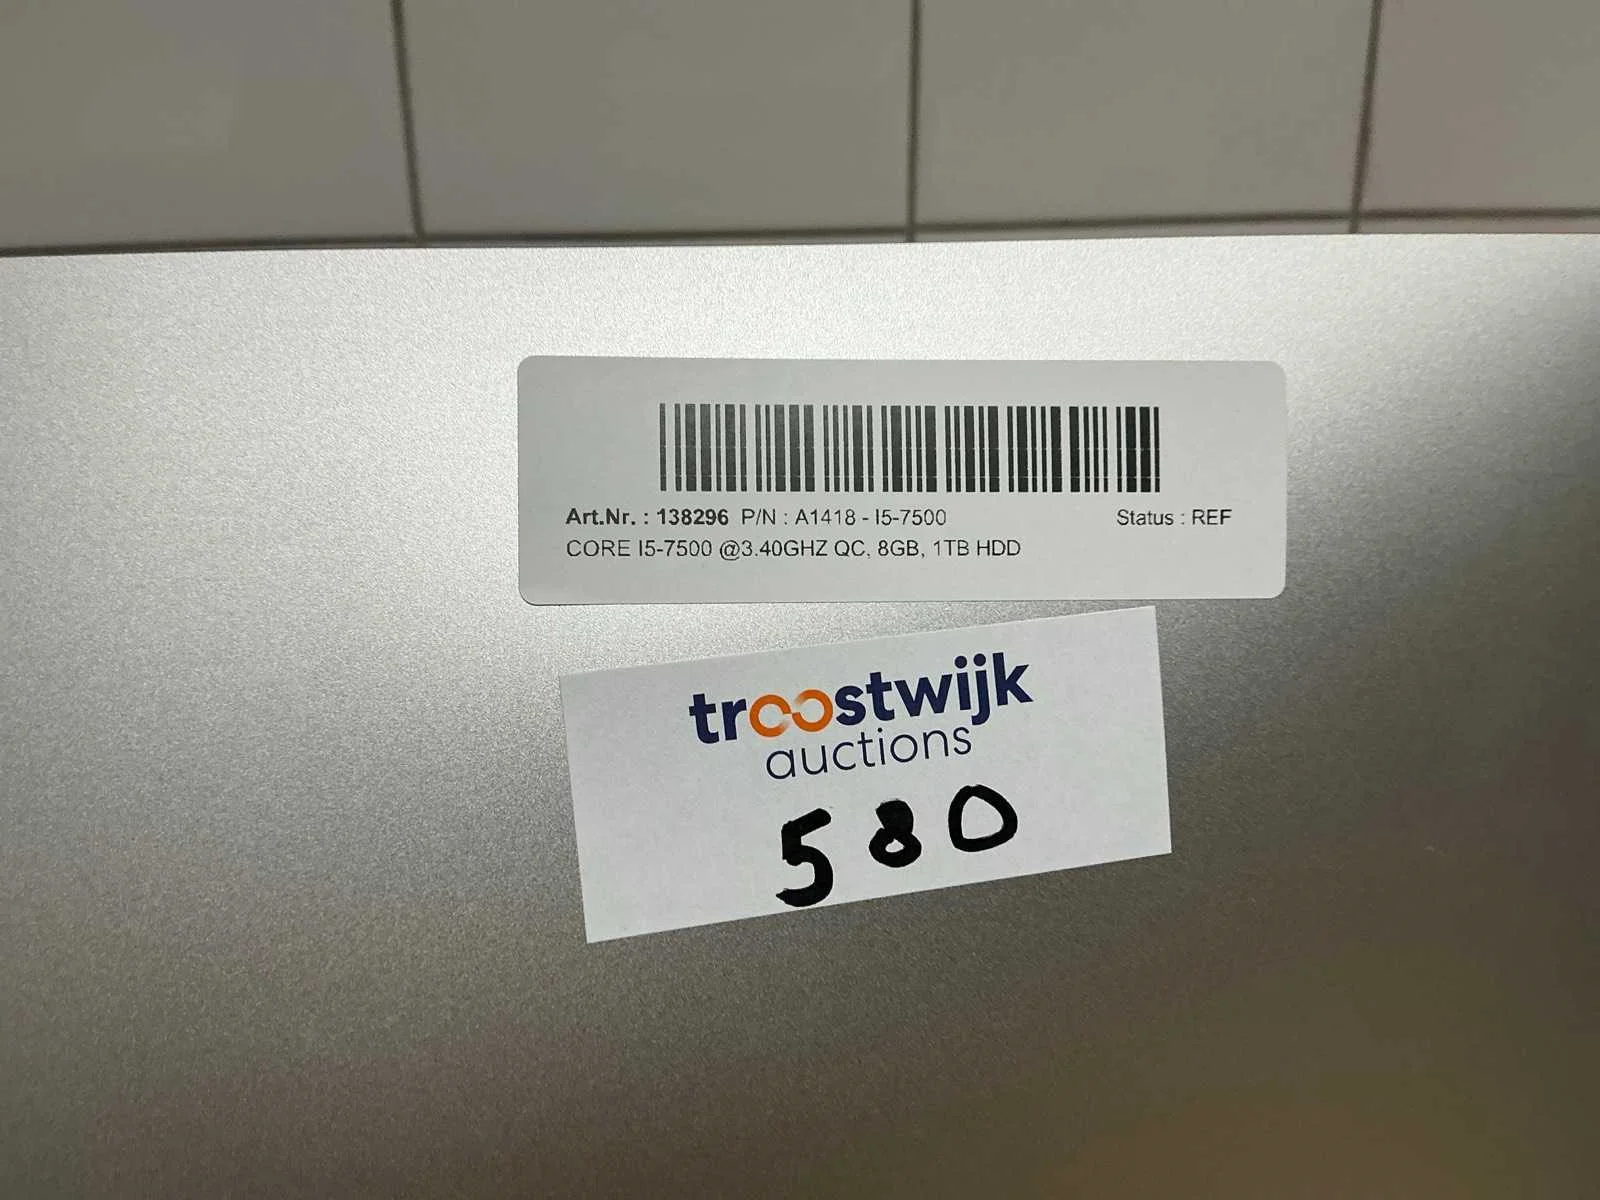 Art.Nr. : 138296 P/N : A1418 - I5-7500 Status : REF
CORE I5-7500 @3.40GHZ QC, 8GB, 1TB HDD
troostwijk
auctions
580